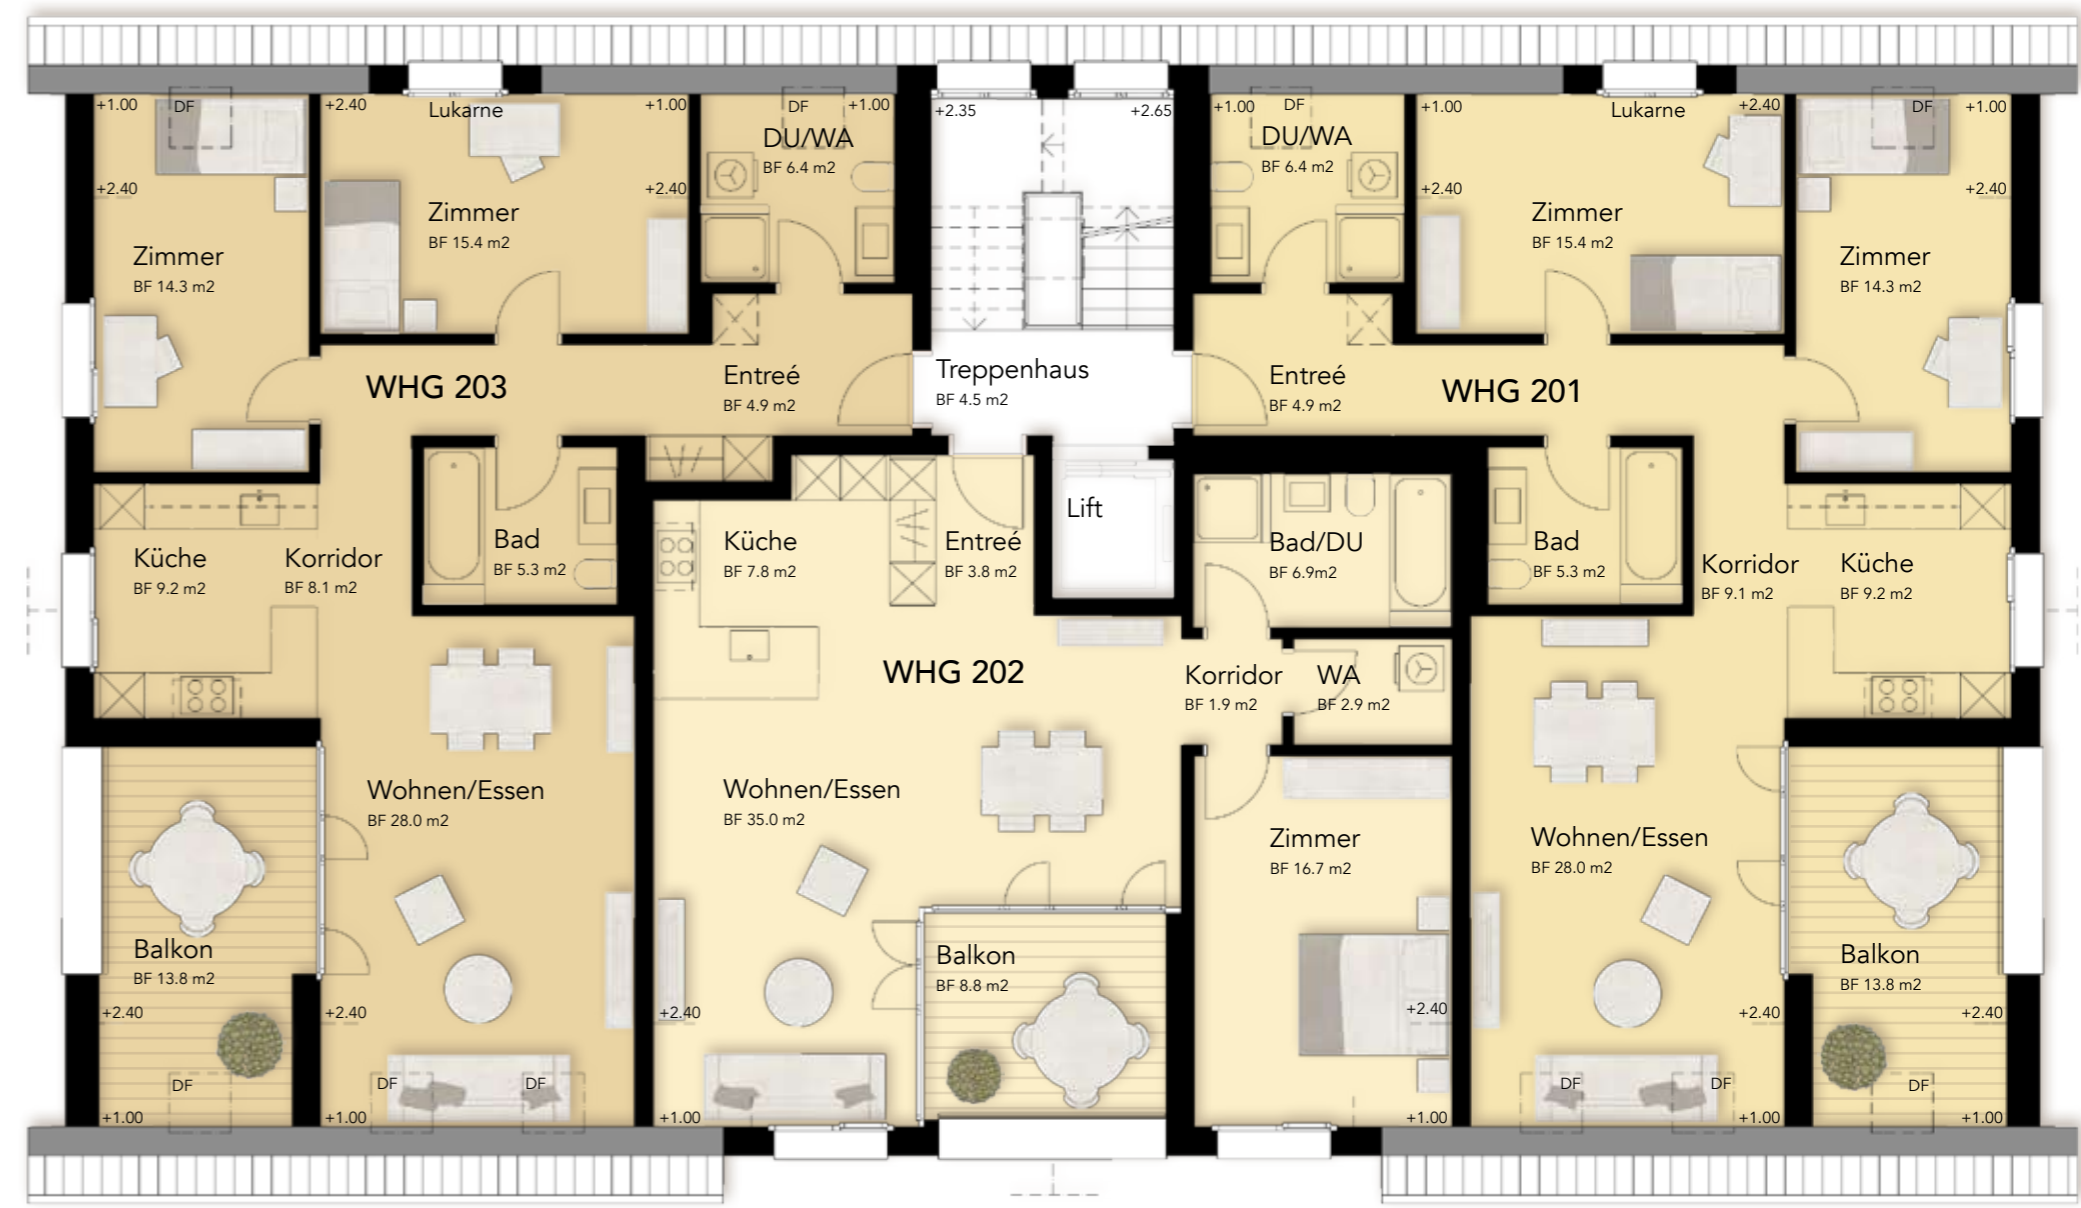 +1.00
DF
+2.40
Lukarne
+1.00
DF
+1.00
+2.35
+2.65
+1.00
DF
+1.00
Lukarne
+2.40
DF
+1.00
DU/WA
BF 6.4 m2
DU/WA
BF 6.4 m2
+2.40
+2.40
+2.40
+2.40
Zimmer
BF 15.4 m2
Zimmer
BF 15.4 m2
Zimmer
BF 14.3 m2
Zimmer
BF 14.3 m2
WHG 203
Entreé
BF 4.9 m2
Treppenhaus
BF 4.5 m2
Entreé
BF 4.9 m2
WHG 201
Lift
Küche
BF 9.2 m2
Korridor
BF 8.1 m2
Bad
BF 5.3 m2
Küche
BF 7.8 m2
Entreé
BF 3.8 m2
Bad/DU
BF 6.9m2
Bad
BF 5.3 m2
Korridor
BF 9.1 m2
Küche
BF 9.2 m2
WHG 202
Korridor
BF 1.9 m2
WA
BF 2.9 m2
Wohnen/Essen
BF 28.0 m2
Wohnen/Essen
BF 35.0 m2
Zimmer
BF 16.7 m2
Wohnen/Essen
BF 28.0 m2
Balkon
BF 13.8 m2
Balkon
BF 8.8 m2
Balkon
BF 13.8 m2
+2.40
+2.40
+2.40
+2.40
+2.40
+2.40
DF
DF
DF
DF
DF
DF
+1.00
+1.00
+1.00
+1.00
+1.00
+1.00